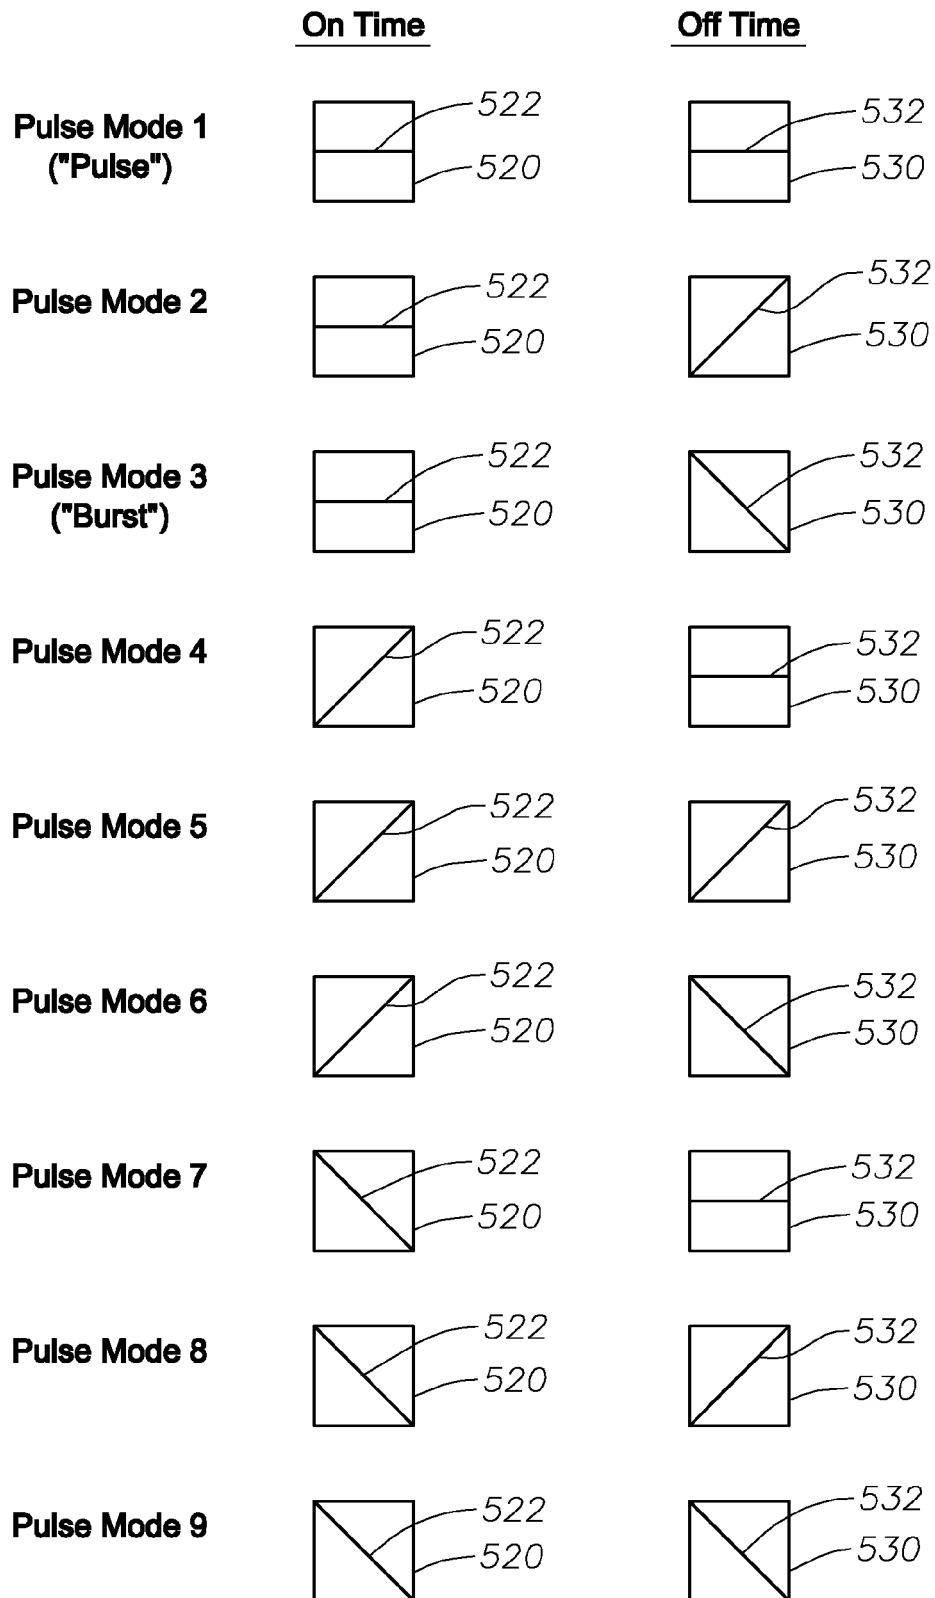 On Time Off Time
Pulse Mode 1
("Pulse")
522 532
520 530
Pulse Mode 2
522 532
520 530
Pulse Mode 3
("Burst")
522 532
520 530
Pulse Mode 4
522 532
520 530
Pulse Mode 5
522 532
520 530
Pulse Mode 6
522 532
520 530
Pulse Mode 7
522 532
520 530
Pulse Mode 8
522 532
520 530
Pulse Mode 9
522 532
520 530